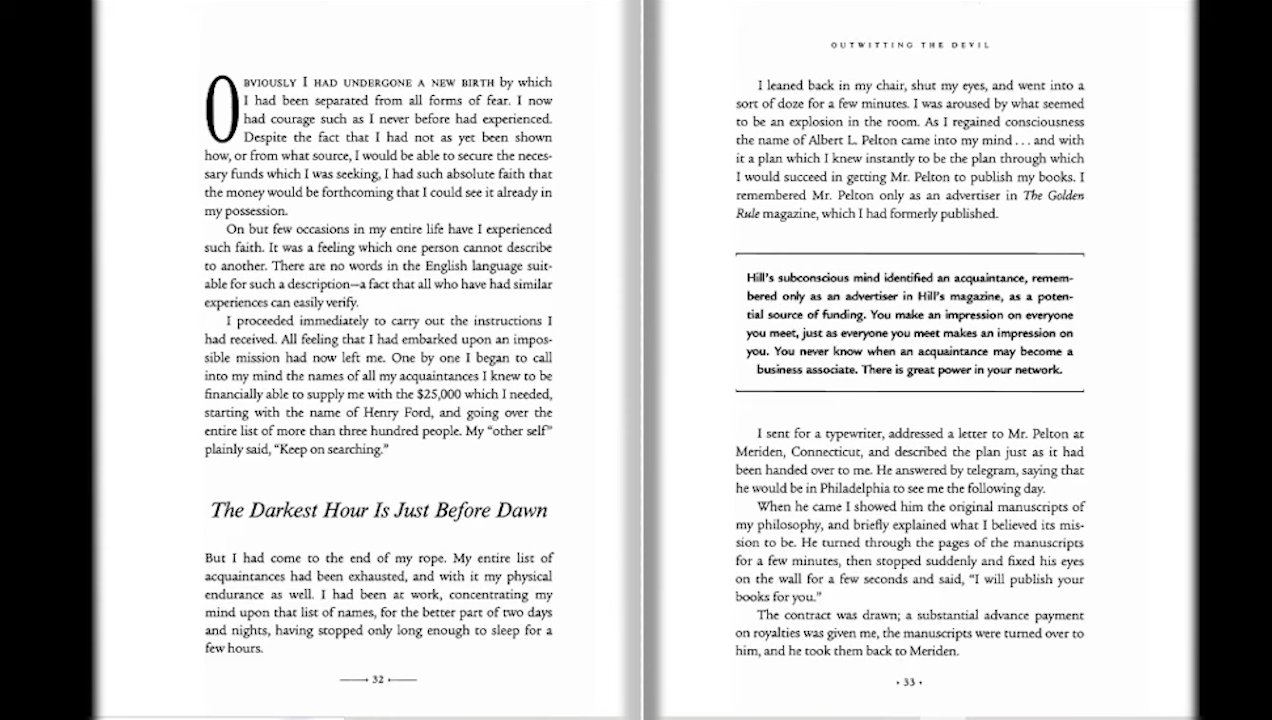 OBVIOUSLY I HAD UNDERGONE A NEW BIRTH by which
I had been separated from all forms of fear. I now
had courage such as I never before had experienced.
Despite the fact that I had not as yet been shown
how, or from what source, I would be able to secure the neces-
sary funds which I was seeking, I had such absolute faith that
the money would be forthcoming that I could see it already in
my possession.
On but few occasions in my entire life have I experienced
such faith. It was a feeling which one person cannot describe
to another. There are no words in the English language suit-
able for such a description—a fact that all who have had similar
experiences can easily verify.
I proceeded immediately to carry out the instructions I
had received. All feeling that I had embarked upon an impos-
sible mission had now left me. One by one I began to call
into my mind the names of all my acquaintances I knew to be
financially able to supply me with the $25,000 which I needed,
starting with the name of Henry Ford, and going over the
entire list of more than three hundred people. My “other self”
plainly said, “Keep on searching.”
The Darkest Hour Is Just Before Dawn
But I had come to the end of my rope. My entire list of
acquaintances had been exhausted, and with it my physical
endurance as well. I had been at work, concentrating my
mind upon that list of names, for the better part of two days
and nights, having stopped only long enough to sleep for a
few hours.
32
OUTWITTING THE DEVIL
I leaned back in my chair, shut my eyes, and went into a
sort of doze for a few minutes. I was aroused by what seemed
to be an explosion in the room. As I regained consciousness
the name of Albert L. Pelton came into my mind . . . and with
it a plan which I knew instantly to be the plan through which
I would succeed in getting Mr. Pelton to publish my books. I
remembered Mr. Pelton only as an advertiser in The Golden
Rule magazine, which I had formerly published.
Hill's subconscious mind identified an acquaintance, remem-
bered only as an advertiser in Hill's magazine, as a poten-
tial source of funding. You make an impression on everyone
you meet, just as everyone you meet makes an impression on
you. You never know when an acquaintance may become a
business associate. There is great power in your network.
I sent for a typewriter, addressed a letter to Mr. Pelton at
Meriden, Connecticut, and described the plan just as it had
been handed over to me. He answered by telegram, saying that
he would be in Philadelphia to see me the following day.
When he came I showed him the original manuscripts of
my philosophy, and briefly explained what I believed its mis-
sion to be. He turned through the pages of the manuscripts
for a few minutes, then stopped suddenly and fixed his eyes
on the wall for a few seconds and said, “I will publish your
books for you.”
The contract was drawn; a substantial advance payment
on royalties was given me, the manuscripts were turned over to
him, and he took them back to Meriden.
• 33 •